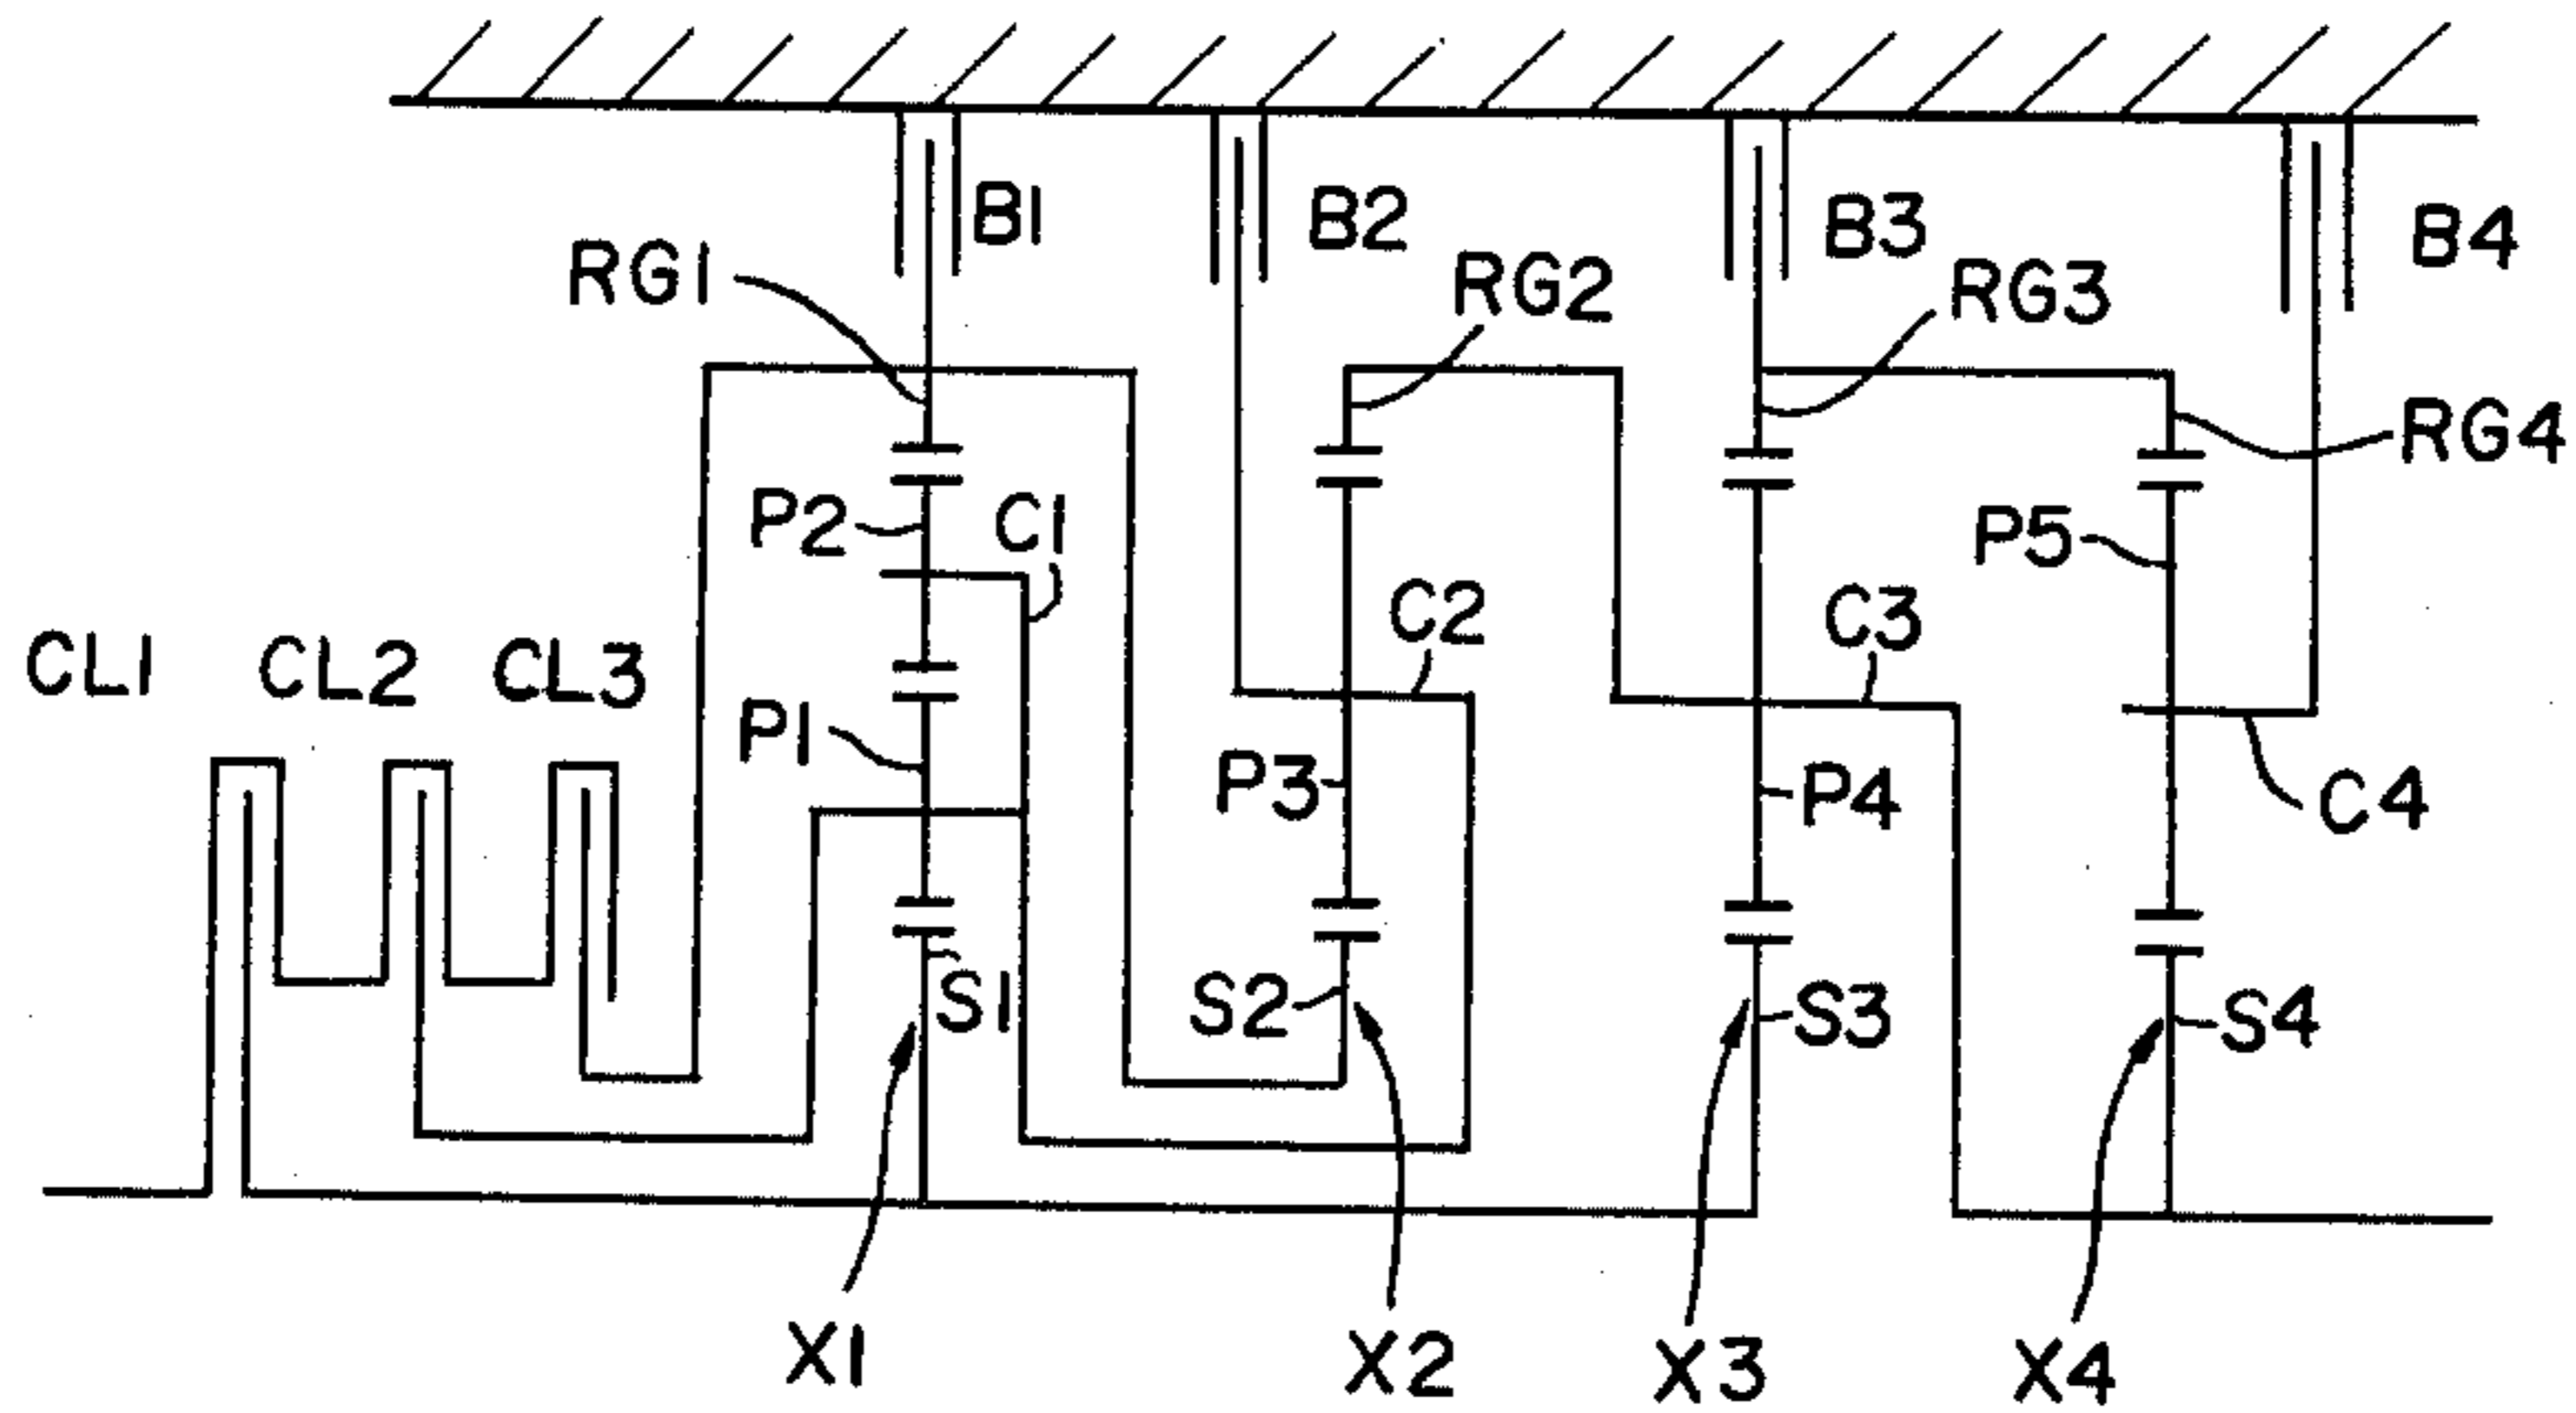 B1
B2
B3
B4
RG1
RG2
RG3
RG4
P2
C1
P5
C2
C3
CL1
CL2
CL3
P1
P3
P4
C4
S1
S2
S3
S4
X1
X2
X3
X4